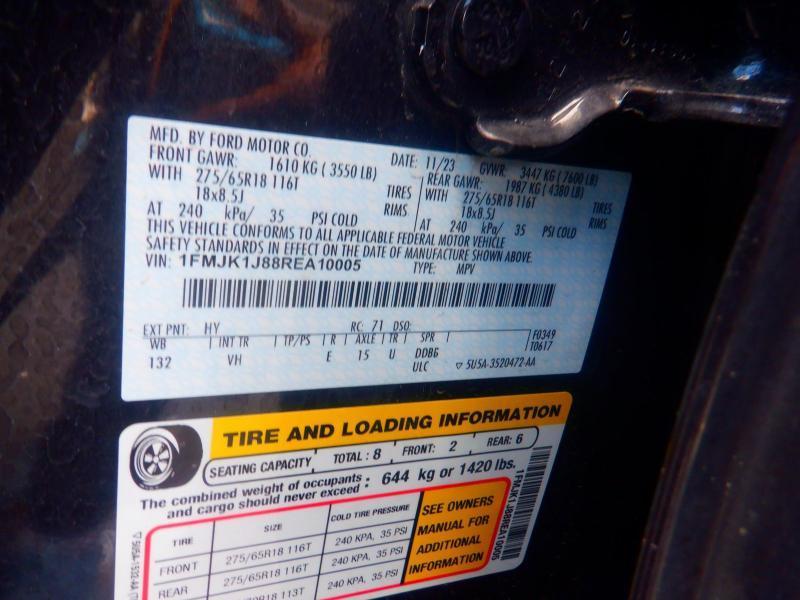 MFD. BY FORD MOTOR CO.
DATE: 11/23 GVWR: 3447 KG (7600 LB)
FRONT GAWR: 1610 KG (3550 LB) REAR GAWR: 1987 KG (4380 LB)
WITH 275/65R18 116T TIRES WITH 275/65R18 116T TIRES
18x8.5J RIMS 18x8.5J RIMS
AT 240 kPa/ 35 PSI COLD AT 240 kPa/ 35 PSI COLD
THIS VEHICLE CONFORMS TO ALL APPLICABLE FEDERAL MOTOR VEHICLE
SAFETY STANDARDS IN EFFECT ON THE DATE OF MANUFACTURE SHOWN ABOVE.
VIN: 1FMJK1J88REA10005 TYPE: MPV
EXT PNT: HY RC: 71 DSO: F0349
WB INT TR TP/PS R AXLE TR SPR T0617
132 VH E 15 U DDBG
ULC 5U5A-3520472-AA
TIRE AND LOADING INFORMATION
SEATING CAPACITY TOTAL: 8 FRONT: 2 REAR: 6
The combined weight of occupants
and cargo should never exceed : 644 kg or 1420 lbs.
TIRE SIZE COLD TIRE PRESSURE
FRONT 275/65R18 116T 240 KPA, 35 PSI
REAR 275/65R18 116T 240 KPA, 35 PSI
113T 240 KPA, 35 PSI
SEE OWNERS
MANUAL FOR
ADDITIONAL
INFORMATION
1FMJK1J88REA10005